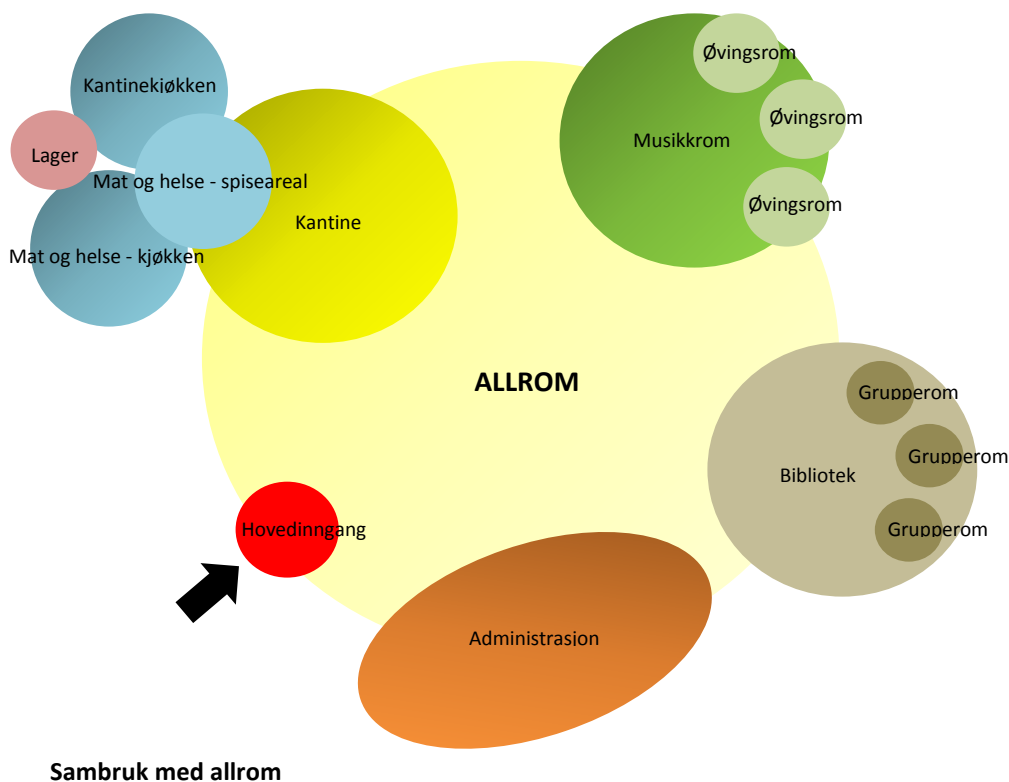 Øvingsrom
Kantinekjøkken
Øvingsrom
Musikkrom
Lager
Mat og helse - spiseareal
Øvingsrom
Kantine
Mat og helse - kjøkken
ALLROM
Grupperom
Grupperom
Bibliotek
Grupperom
Hovedinngang
Administrasjon
Sambruk med allrom